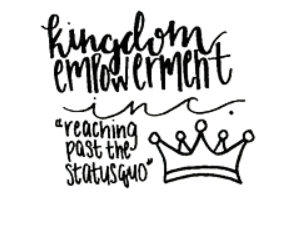 kingdom
EMPOWERMENT
inc.
"reaching
past the
status quo"